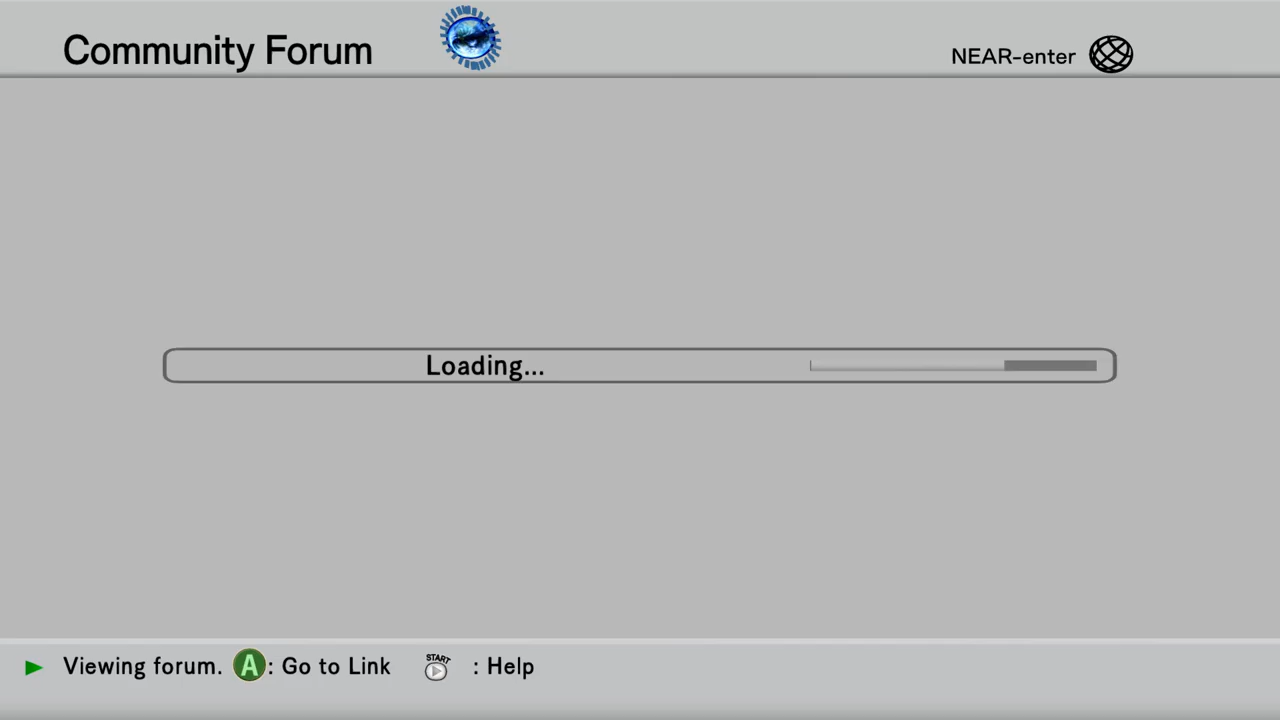 Community Forum
NEAR-enter
Loading...
Viewing forum. A : Go to Link START : Help